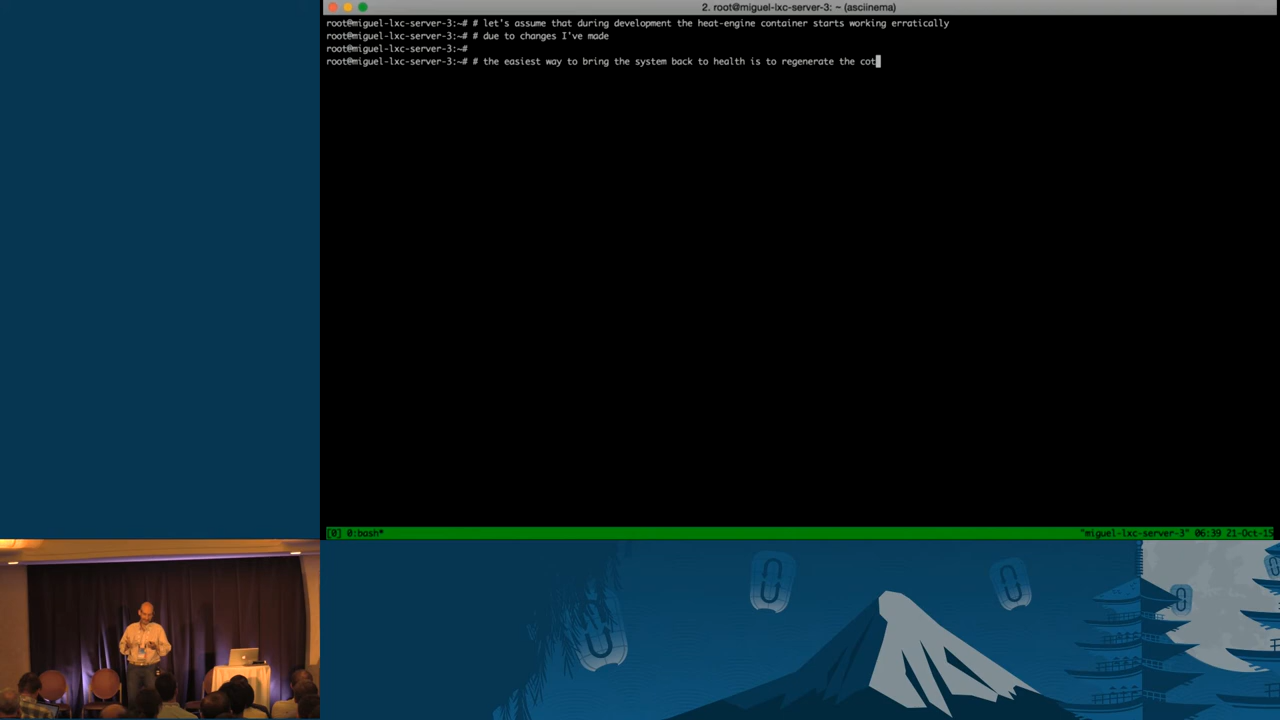 2. root@miguel-lxc-server-3: ~ (asciinema)
root@miguel-lxc-server-3:~# # let's assume that during development the heat-engine container starts working erratically
root@miguel-lxc-server-3:~# # due to changes I've made
root@miguel-lxc-server-3:~#
root@miguel-lxc-server-3:~# # the easiest way to bring the system back to health is to regenerate the cot
[0] 0:bash* "miguel-lxc-server-3" 06:39 21-Oct-15